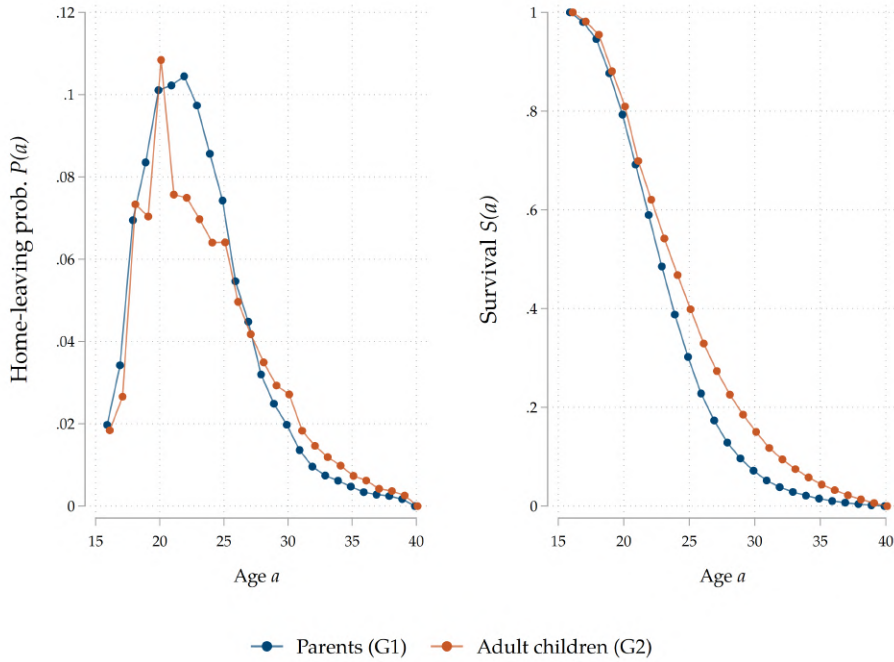 Home-leaving prob. P(a)
.12
.1
.08
.06
.04
.02
0
15 20 25 30 35 40
Age a
Survival S(a)
1
.8
.6
.4
.2
0
15 20 25 30 35 40
Age a
Parents (G1) Adult children (G2)